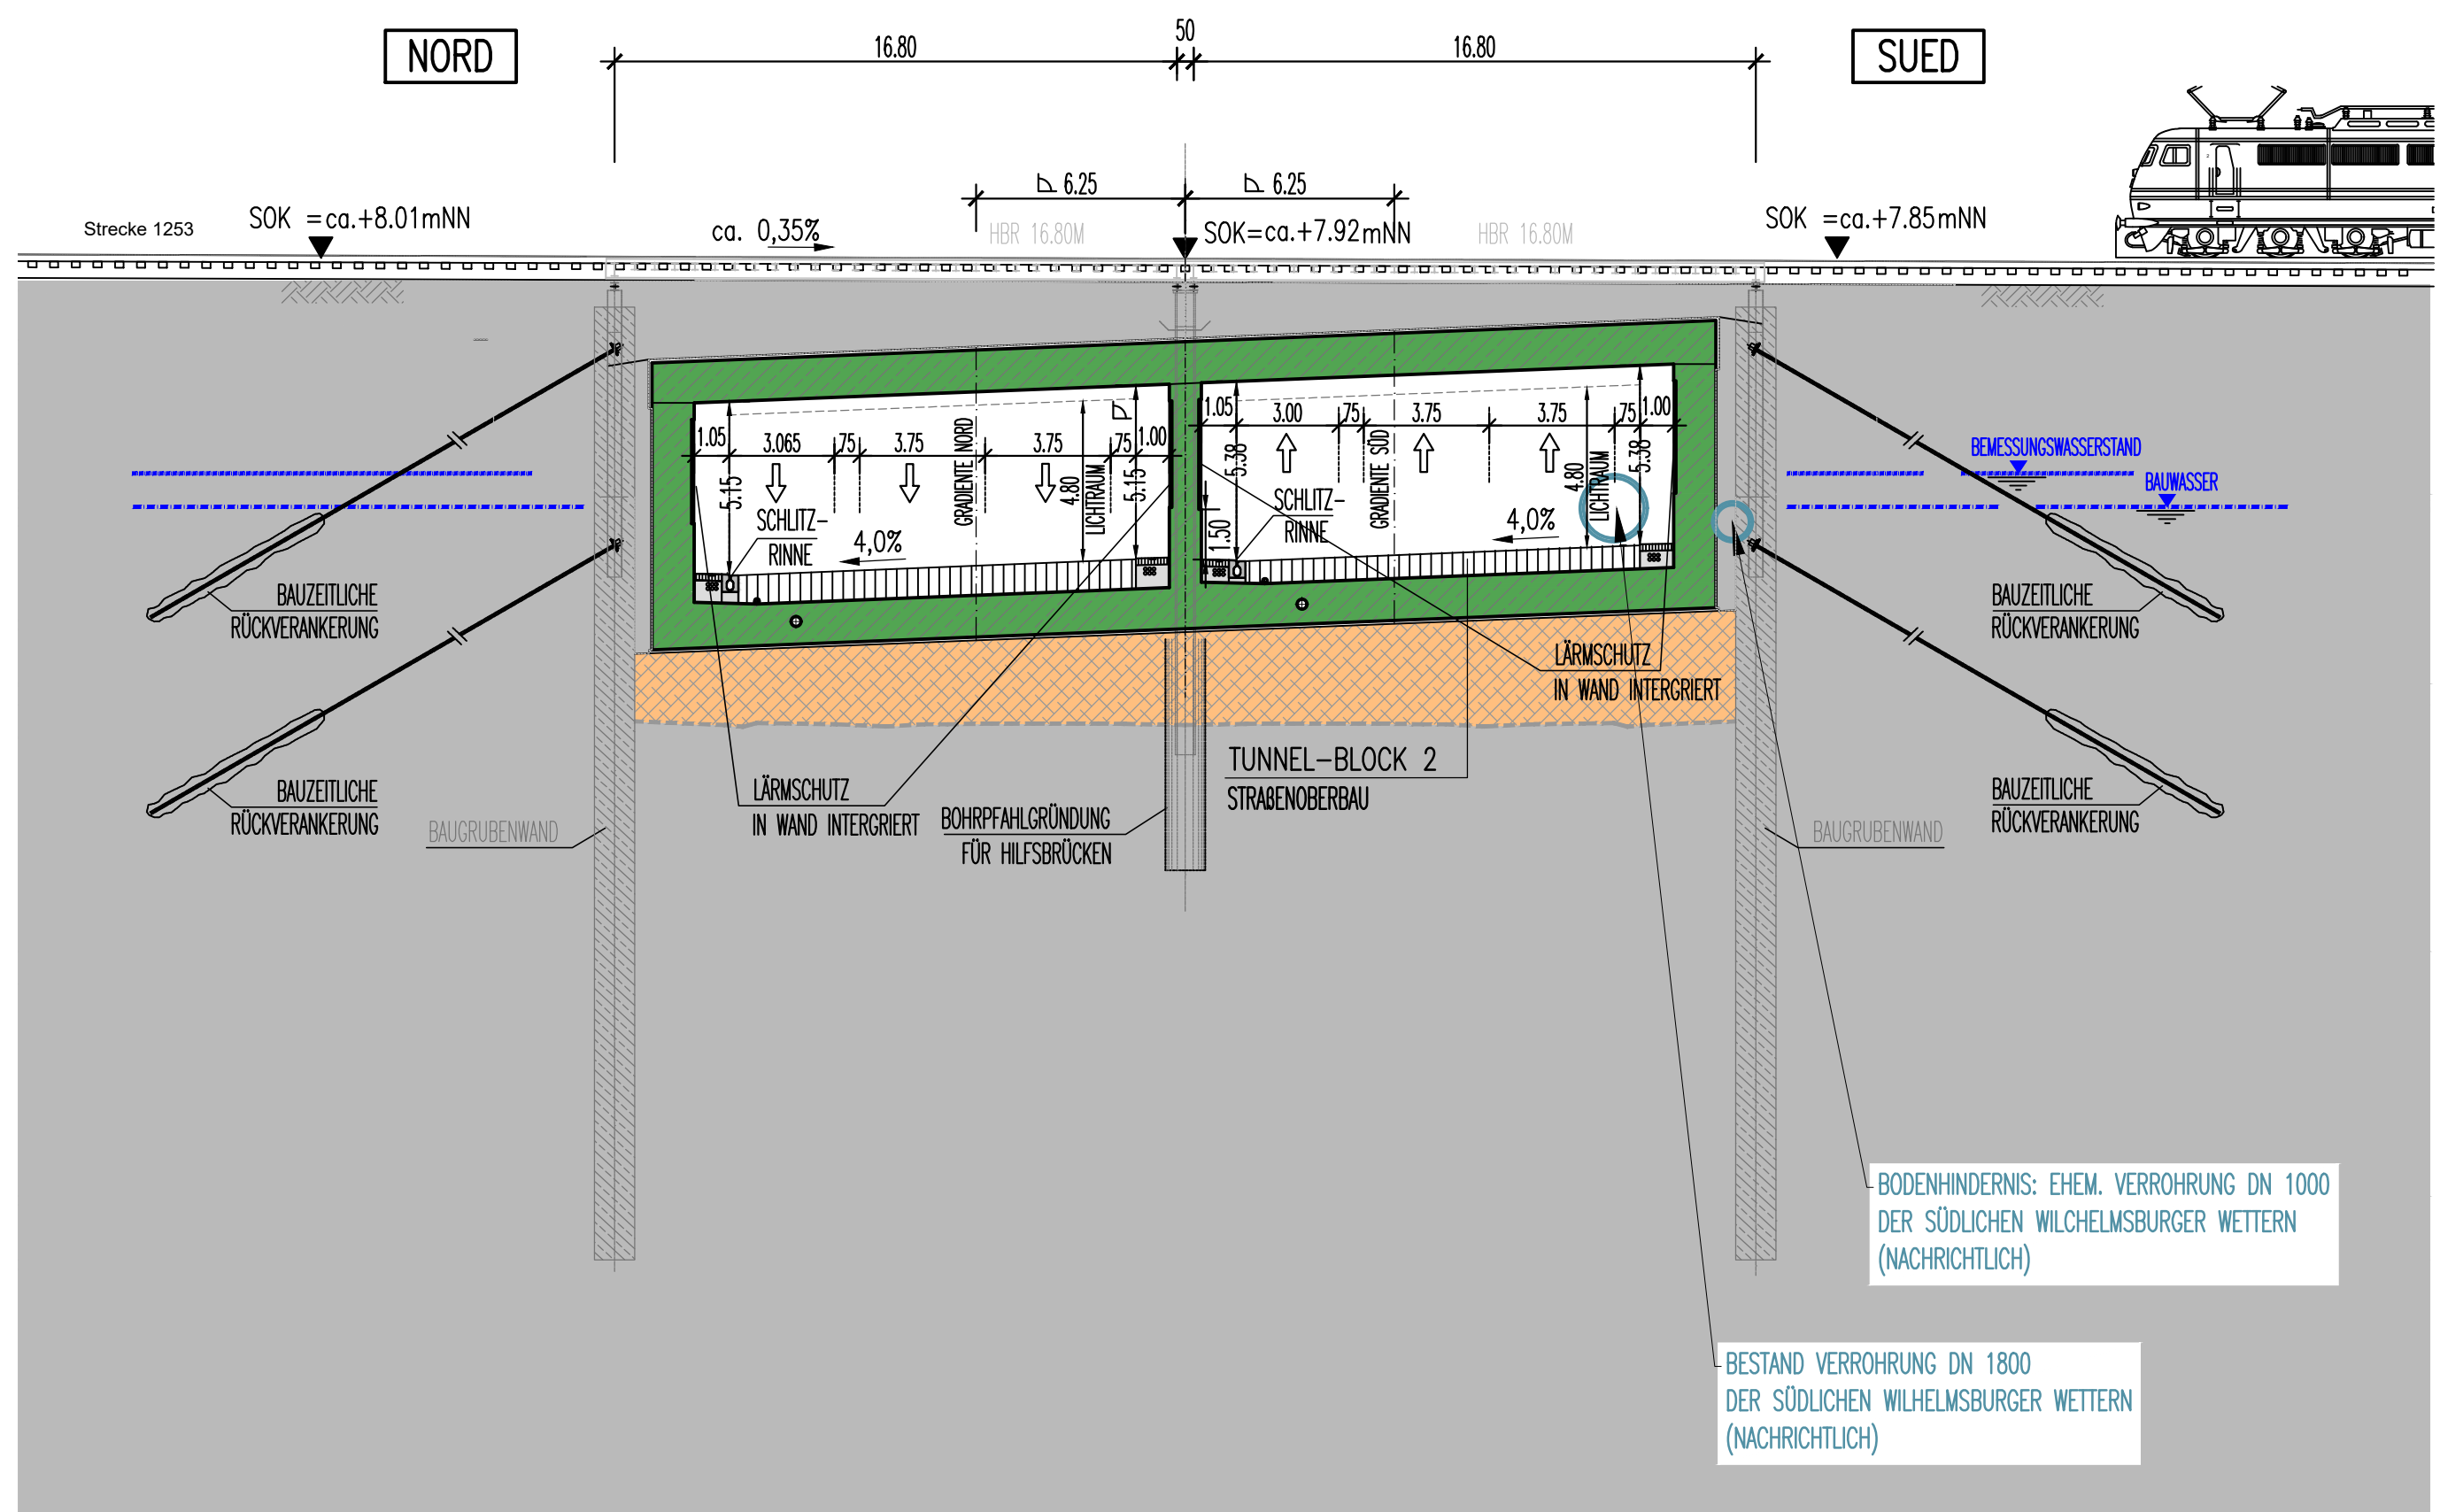 NORD
16.80
50
16.80
SUED
6.25
6.25
Strecke 1253
SOK =ca.+8.01mNN
ca. 0,35%
HBR 16.80M
SOK=ca.+7.92mNN
HBR 16.80M
SOK =ca.+7.85mNN
2
1.05
3.065
75
3.75
3.75
75
1.00
5.15
GRADIENTE NORD
4.80
LICHTRAUM
5.15
SCHLITZ-
RINNE
4,0%
1.05
3.00
75
3.75
3.75
75
1.00
5.38
1.50
GRADIENTE SÜD
4.80
LICHTRAUM
5.38
SCHLITZ-
RINNE
4,0%
BEMESSUNGSWASSERSTAND
BAUWASSER
BAUZEITLICHE
RÜCKVERANKERUNG
BAUZEITLICHE
RÜCKVERANKERUNG
LÄRMSCHUTZ
IN WAND INTERGRIERT
TUNNEL-BLOCK 2
STRAßENOBERBAU
BAUZEITLICHE
RÜCKVERANKERUNG
BAUGRUBENWAND
LÄRMSCHUTZ
IN WAND INTERGRIERT
BOHRPFAHLGRÜNDUNG
FÜR HILFSBRÜCKEN
BAUZEITLICHE
RÜCKVERANKERUNG
BAUGRUBENWAND
BODENHINDERNIS: EHEM. VERROHRUNG DN 1000
DER SÜDLICHEN WILCHELMSBURGER WETTERN
(NACHRICHTLICH)
BESTAND VERROHRUNG DN 1800
DER SÜDLICHEN WILHELMSBURGER WETTERN
(NACHRICHTLICH)